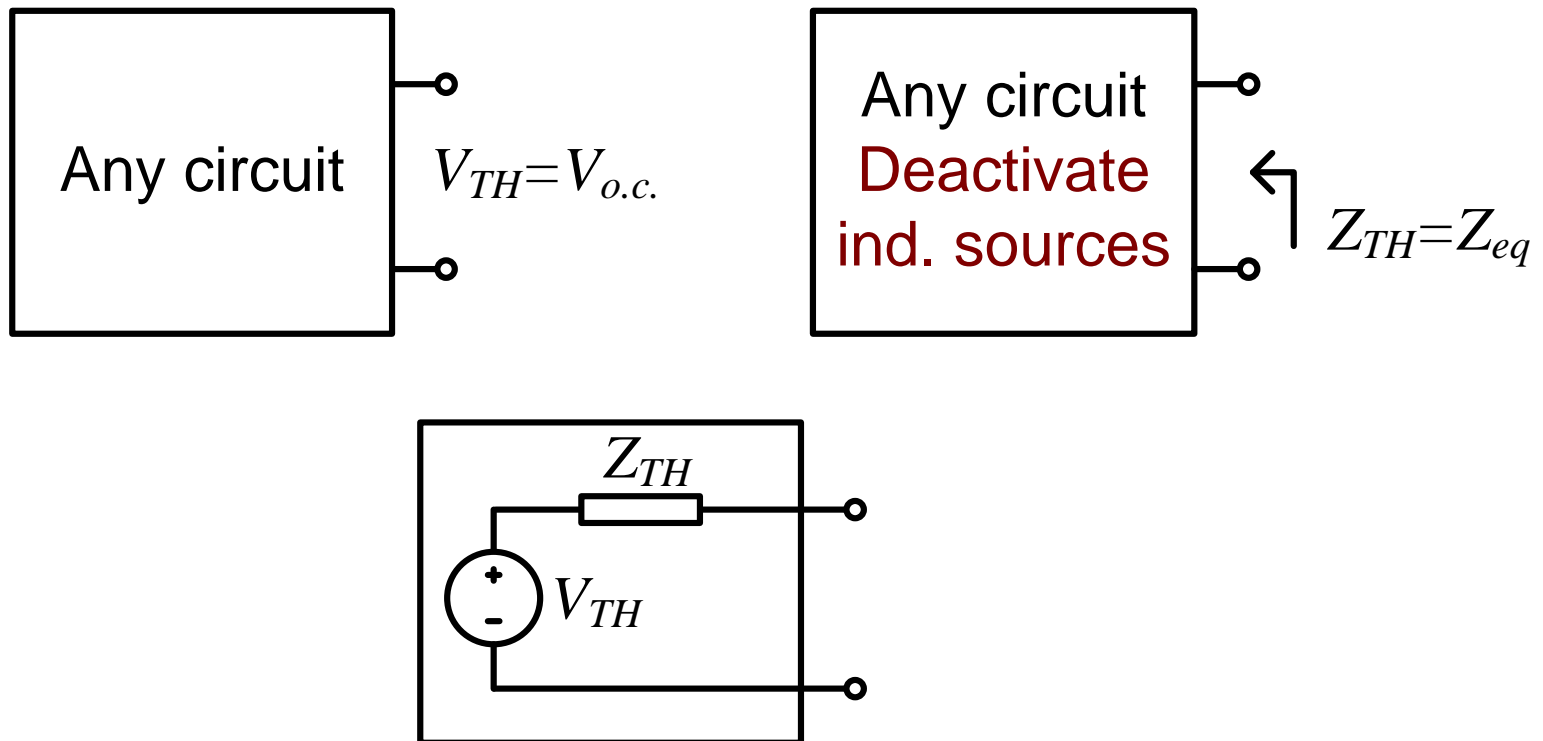 Any circuit
V_TH=V_o.c.
Any circuit
Deactivate
ind. sources
Z_TH=Z_eq
Z_TH
+
-
V_TH